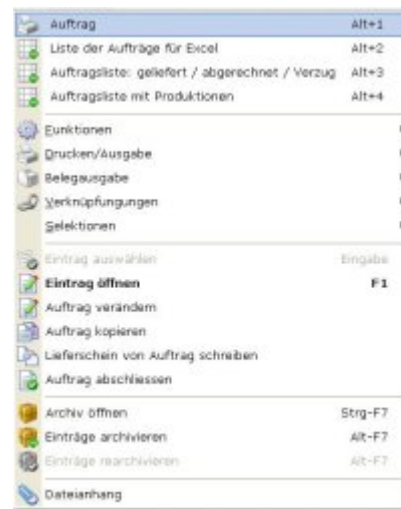 Auftrag Alt+1
Liste der Aufträge für Excel Alt+2
Auftragsliste: geliefert / abgerechnet / Verzug Alt+3
Auftragsliste mit Produktionen Alt+4
Funktionen
Drucken/Ausgabe
Belegausgabe
Verknüpfungungen
Selektionen
Eintrag auswählen Eingabe
Eintrag öffnen F1
Auftrag verändern
Auftrag kopieren
Lieferschein von Auftrag schreiben
Auftrag abschliessen
Archiv öffnen Strg-F7
Einträge archivieren Alt-F7
Einträge rearchivieren Alt-F7
Dateianhang